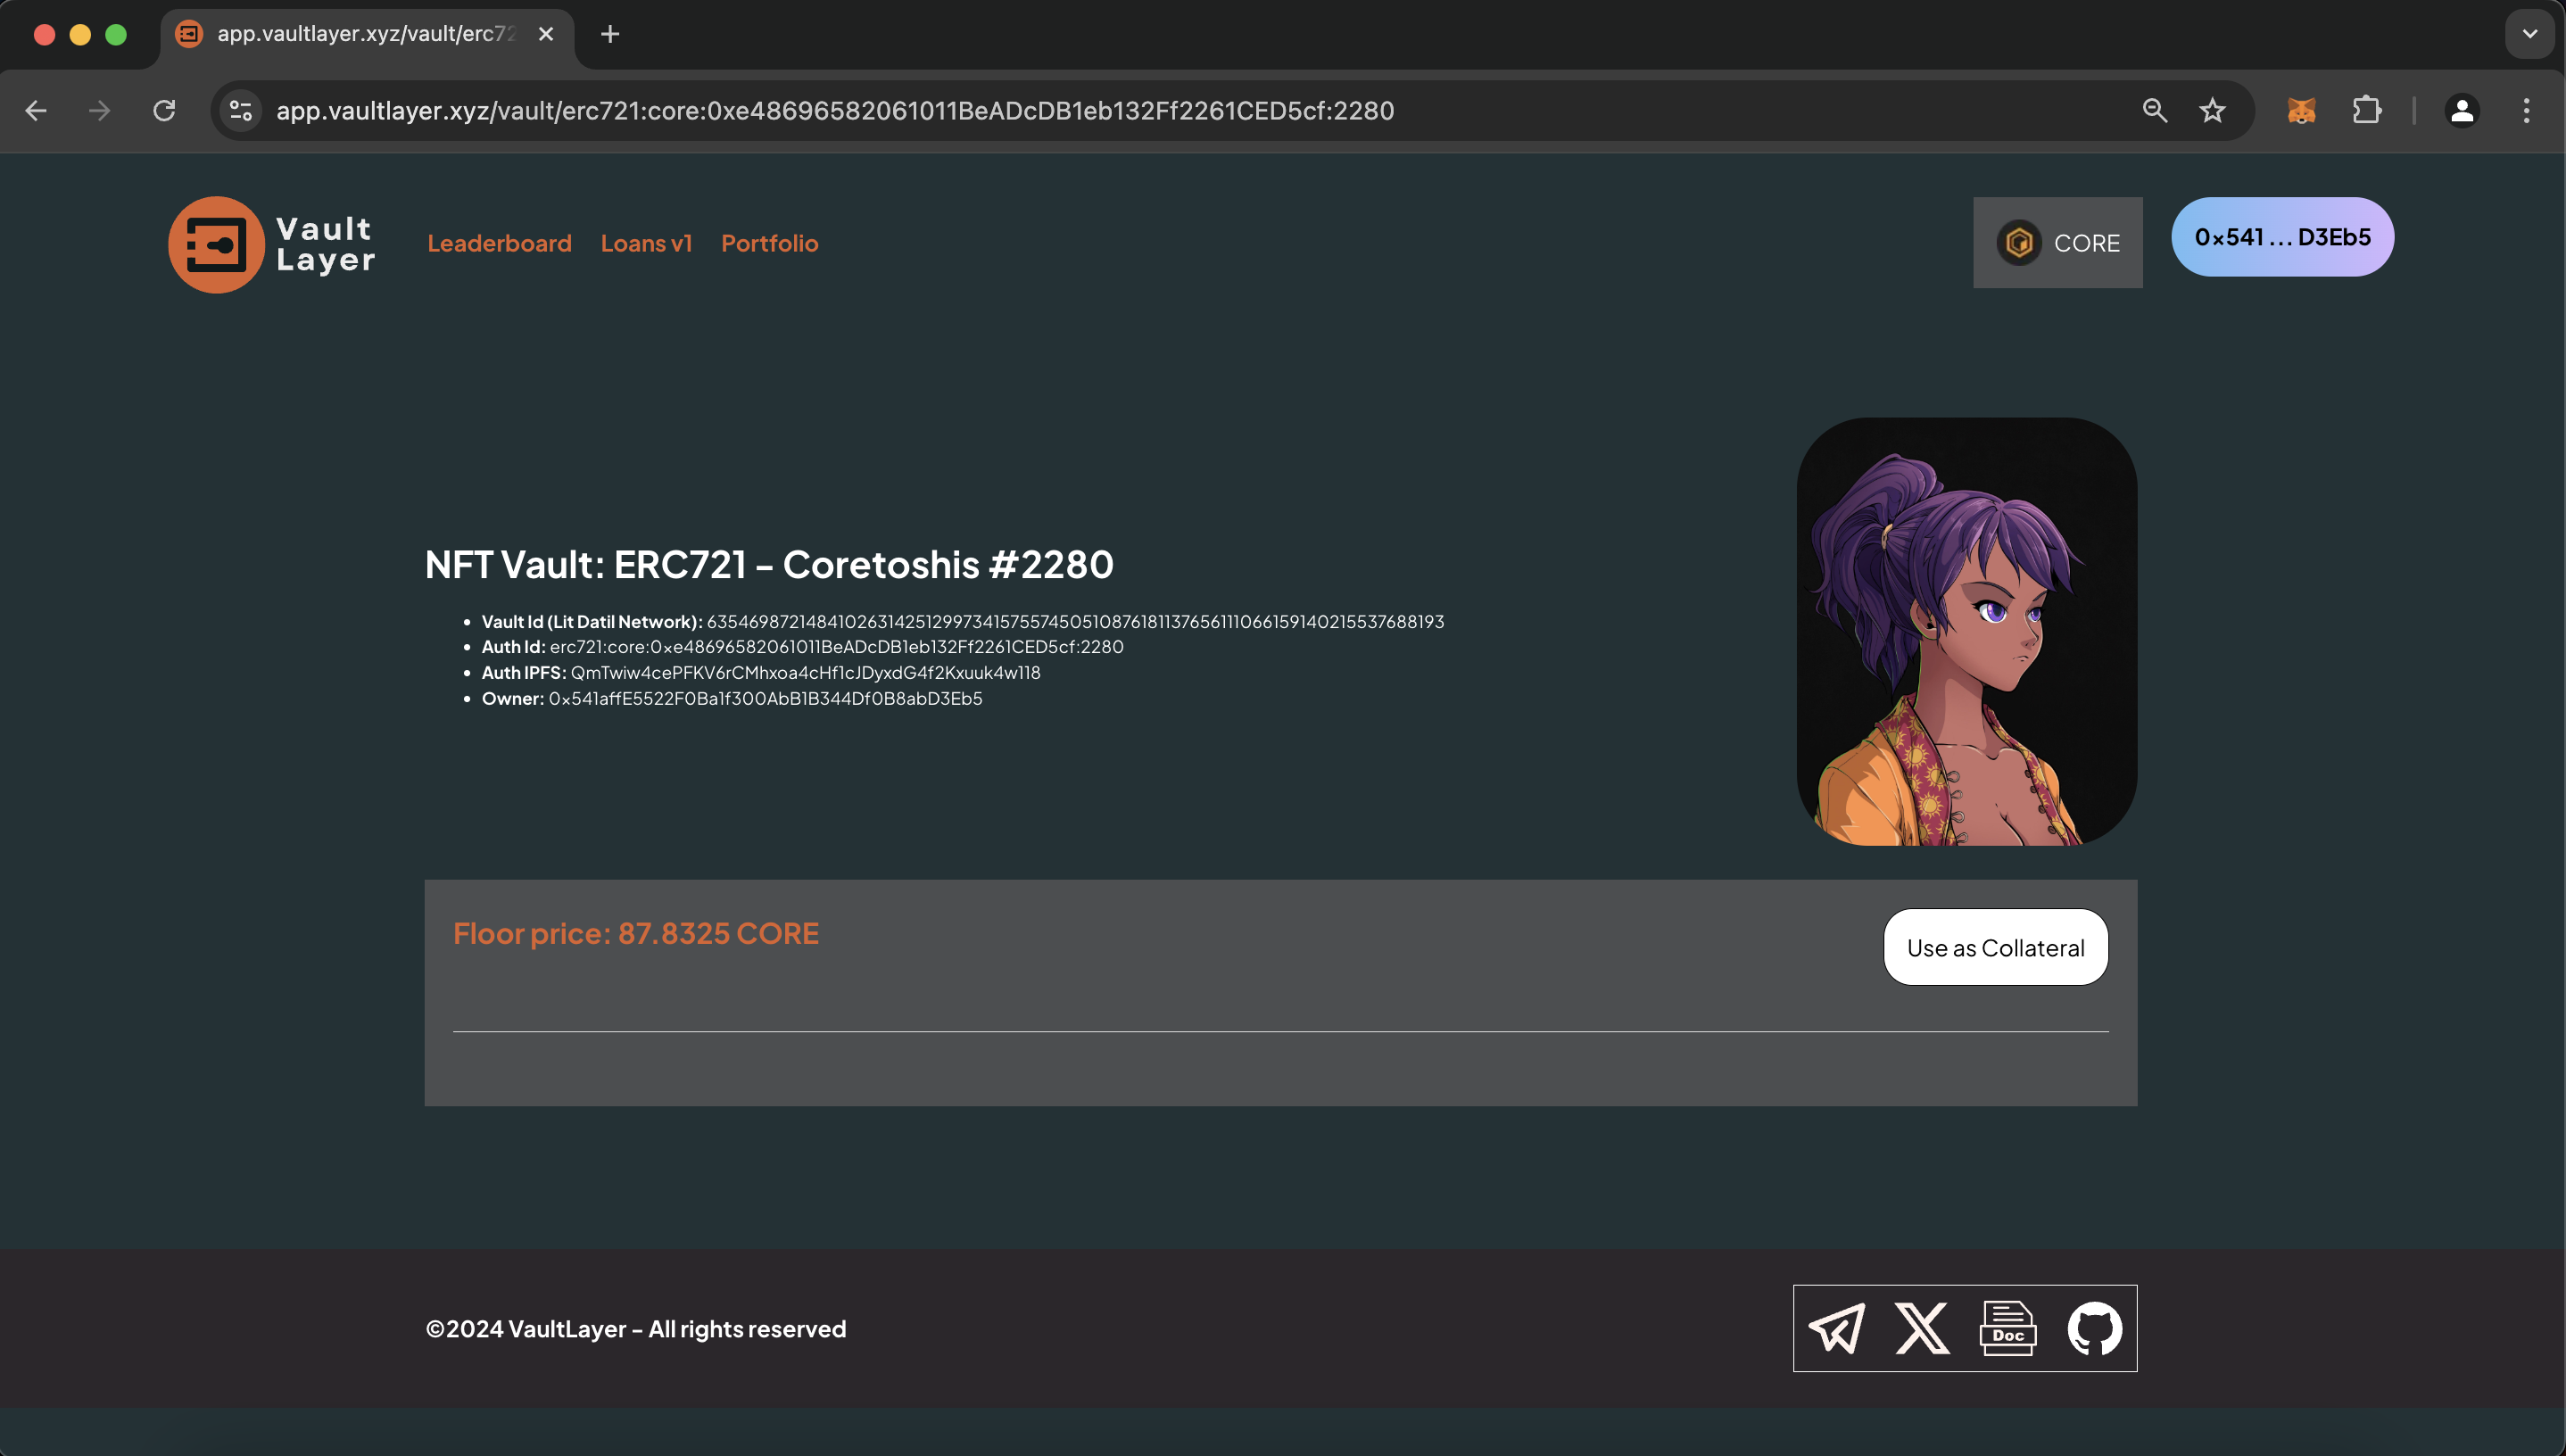 app.vaultlayer.xyz/vault/erc72
app.vaultlayer.xyz/vault/erc721:core:0xe48696582061011BeADcDB1eb132Ff2261CED5cf:2280
Vault
Layer
Leaderboard Loans v1 Portfolio
CORE
0x541 ... D3Eb5
NFT Vault: ERC721 - Coretoshis #2280
Vault Id (Lit Datil Network): 63546987214841026314251299734157557450510876181137656111066159140215537688193
Auth Id: erc721:core:0xe48696582061011BeADcDB1eb132Ff2261CED5cf:2280
Auth IPFS: QmTwiw4cePFKV6rCMhxoa4cHf1cJDyxdG4f2Kxuuk4w118
Owner: 0x541affE5522F0Ba1f300AbB1B344Df0B8abD3Eb5
Floor price: 87.8325 CORE
Use as Collateral
©2024 VaultLayer - All rights reserved
Doc